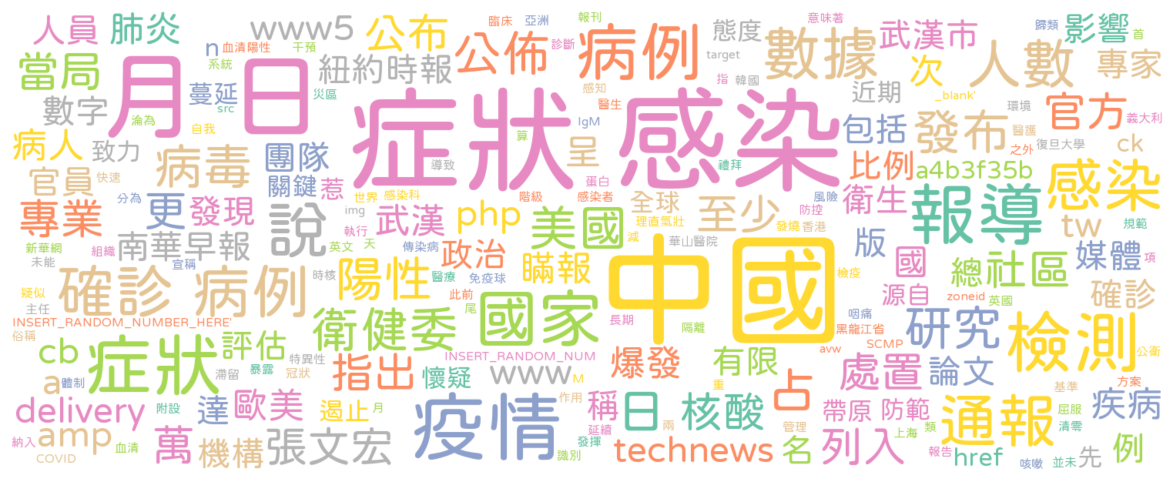 人員
肺炎
www5
公布
臨床
亞洲
報刊
意味著
歸類
影響
首
n
血清陽性
干預
公佈
診斷
病例
態度
武漢市
當局
月 日
系統
紐約時報
target
數據
人數
專家
次
蔓延
災區
感知
指
韓國
_blank'
數字
淪為
src
症狀 感染
醫生
近期
環境
官方
自我
IgM
包括
發布
醫護
義大利
病人
致力
病毒
團隊
導致
算
呈
禮拜
之外
復旦大學
ck
官員
快速
關鍵
惹
蛋白
比例
a4b3f35b
感染
分為
世界
感染科
階級
感染者
全球
風險
衛生
專業
更
發現
img
武漢
php
美國
理直氣壯
至少
防控
報導
tw
規範
新華網
組織
南華早報
說
執行
英文
天
傳染病
政治
減
發燒
香港
版
媒體
未能
宣稱
華山醫院
國
總
社區
項
確診 病例
時核
陽性
醫療
免疫球
瞞報
中國
檢疫
疑似
主任
此前
尾
國家
源自
zoneid
英國
確診
INSERT_RANDOM_NUMBER_HERE'
長期
隔離
咽痛
黑龍江省
研究
檢測
俗稱
衛健委
SCMP
公衛
cb
症狀
評估
特異性
INSERT_RANDOM_NUM
爆發
有限
avw
滯留
暴露
冠狀
指出
懷疑
www
M
重
占
處置
論文
基準
方案
a
體制
作用
疾病
delivery
附設
達
歐美
遏止
月
疫情
稱
日
核酸
兩
帶原
防範
通報
屈服
清零
納入
amp
血清
萬
機構
張文宏
延續
發揮
管理
上海
類
COVID
識別
technews
名
列入
報告
href
咳嗽
並未
先
例